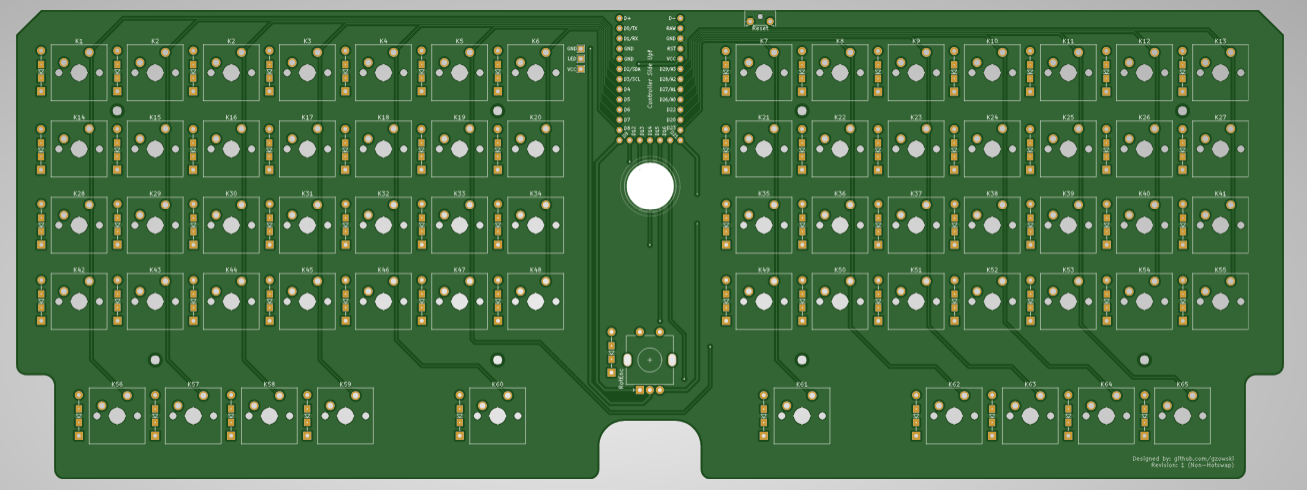 Reset
K1 K2 K2 K3 K4 K5 K6 K7 K8 K9 K10 K11 K12 K13
GND
LED
VCC
D+ D-
D0/TX RAW
D1/RX GND
GND RST
GND VCC
D2/SDA D29/A3
D3/SCL D28/A2
D4 D27/A1
D5 D26/A0
D6 D22
D7 D20
Controller Side Up!
K14 K15 K16 K17 K18 K19 K20 K21 K22 K23 K24 K25 K26 K27
K28 K29 K30 K31 K32 K33 K34 K35 K36 K37 K38 K39 K40 K41
K42 K43 K44 K45 K46 K47 K48 K49 K50 K51 K52 K53 K54 K55
RotEnc
K56 K57 K58 K59 K60 K61 K62 K63 K64 K65
Designed by: github.com/gzowski
Revision: 1 (Non-Hotswap)